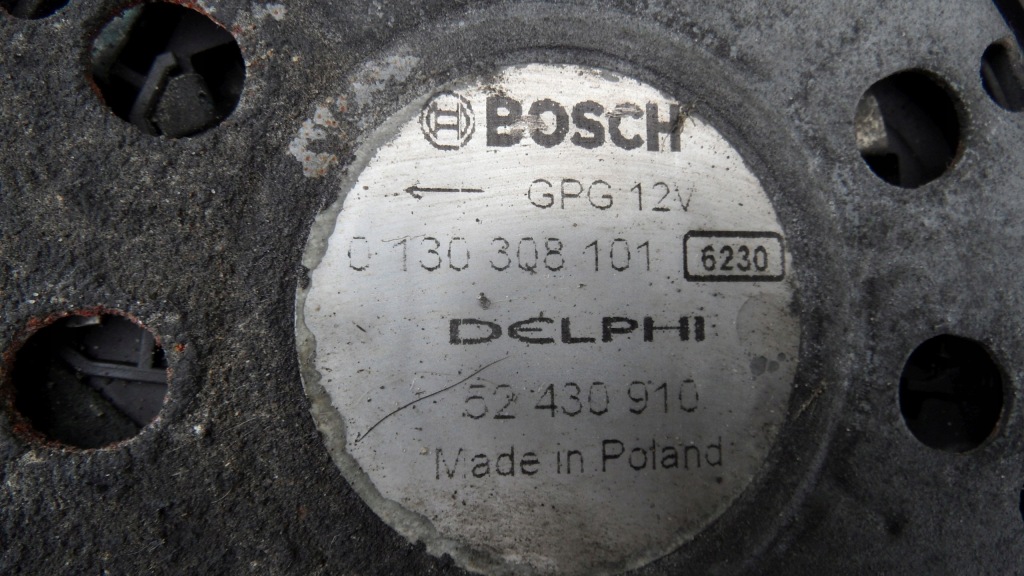 BOSCH
GPG 12V
0 130 308 101 6230
DELPHI
52 430 910
Made in Poland